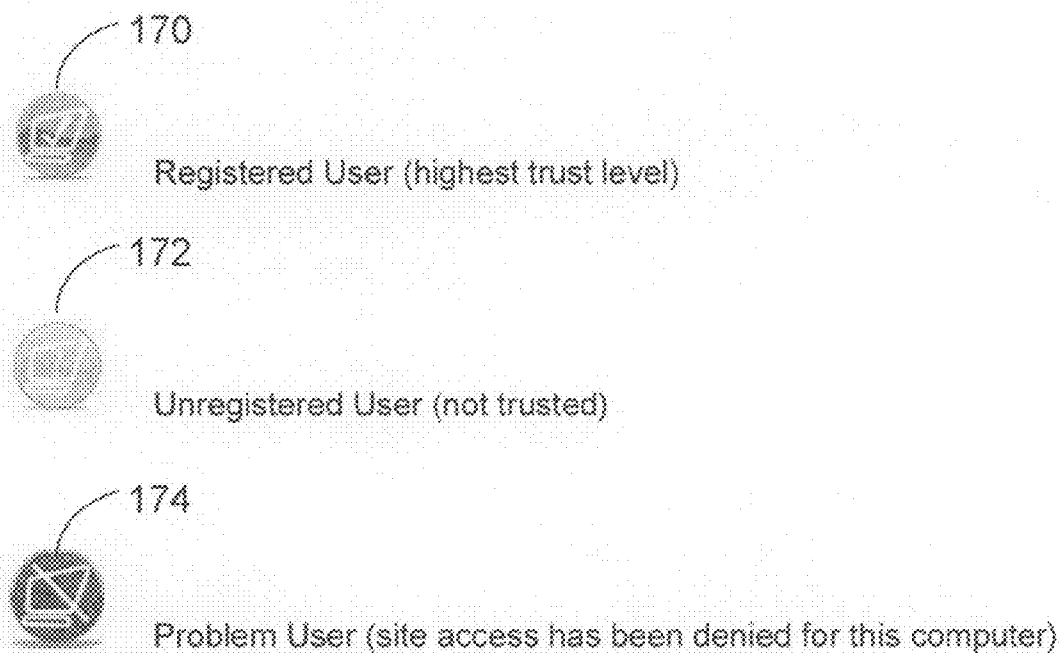 170
Registered User (highest trust level)
172
Unregistered User (not trusted)
174
Problem User (site access has been denied for this computer)